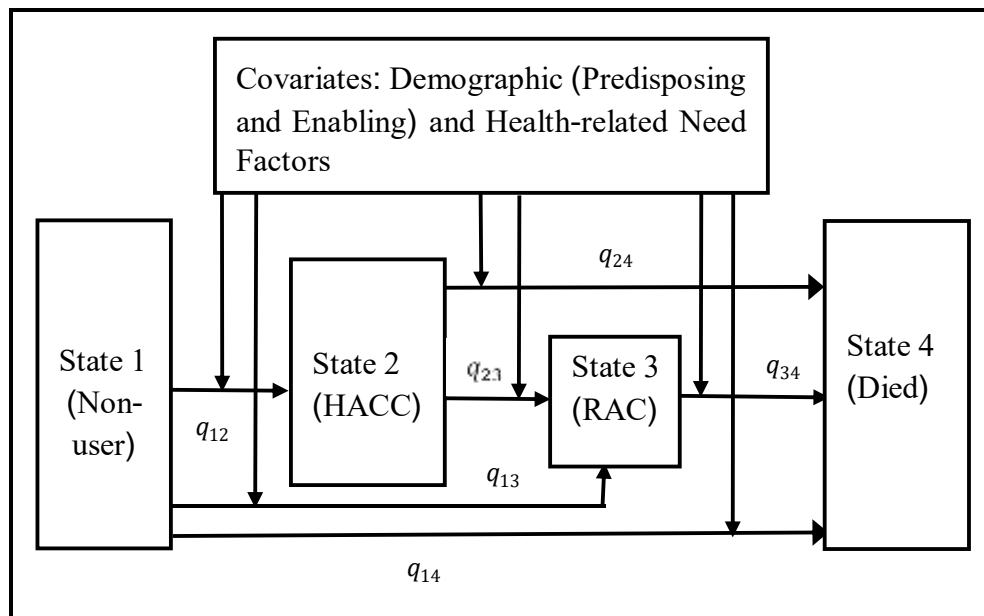 Covariates: Demographic (Predisposing
and Enabling) and Health-related Need
Factors
q₂₄
State 1
(Non-
user)
State 2
(HACC)
q₂₃
State 3
(RAC)
q₃₄
State 4
(Died)
q₁₂
q₁₃
q₁₄